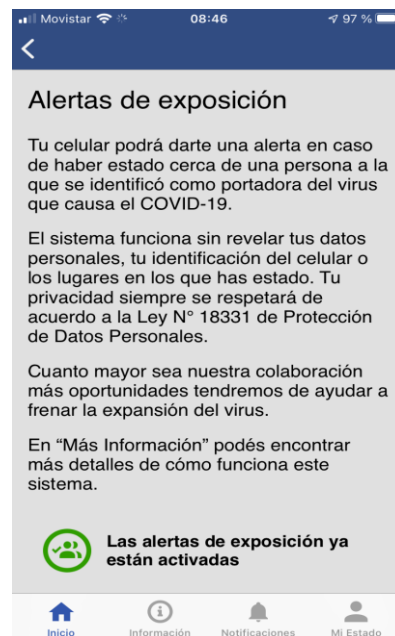 Movistar 08:46 97 %
Alertas de exposición
Tu celular podrá darte una alerta en caso
de haber estado cerca de una persona a la
que se identificó como portadora del virus
que causa el COVID-19.
El sistema funciona sin revelar tus datos
personales, tu identificación del celular o
los lugares en los que has estado. Tu
privacidad siempre se respetará de
acuerdo a la Ley N° 18331 de Protección
de Datos Personales.
Cuanto mayor sea nuestra colaboración
más oportunidades tendremos de ayudar a
frenar la expansión del virus.
En “Más Información” podés encontrar
más detalles de cómo funciona este
sistema.
Las alertas de exposición ya
están activadas
Inicio Información Notificaciones Mi Estado